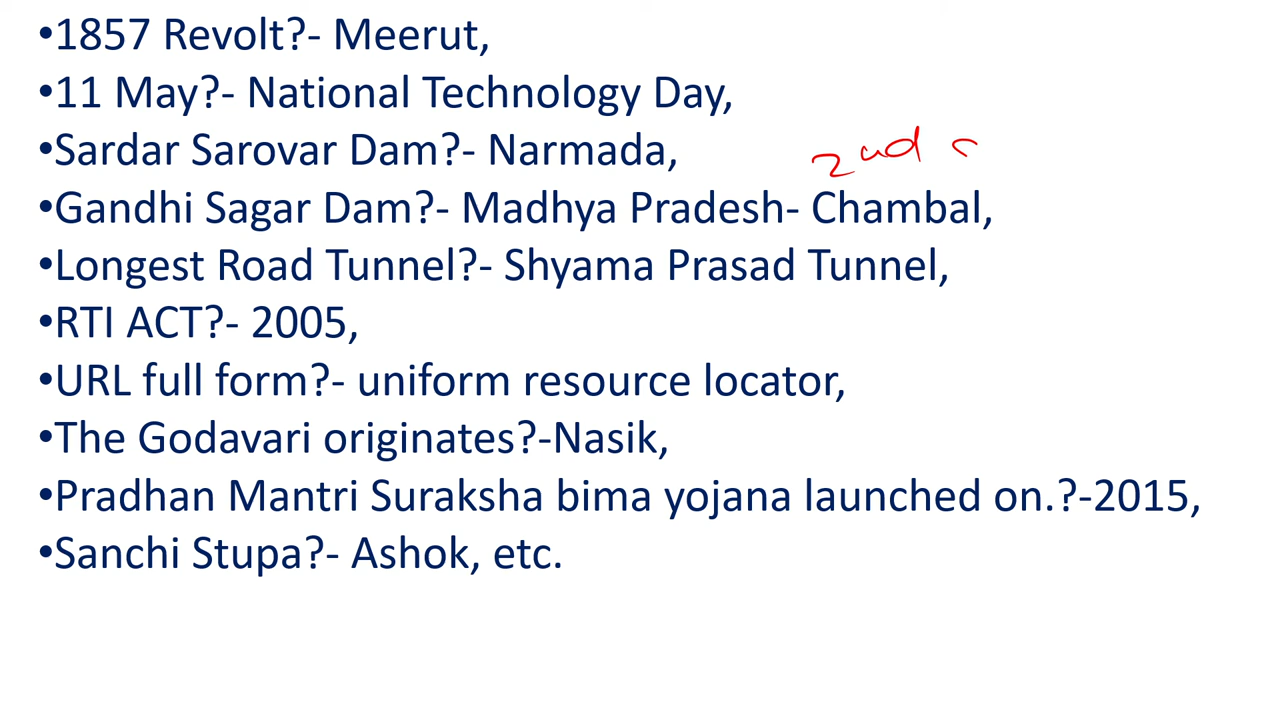 •1857 Revolt?- Meerut,
•11 May?- National Technology Day,
•Sardar Sarovar Dam?- Narmada,
2nd
•Gandhi Sagar Dam?- Madhya Pradesh- Chambal,
•Longest Road Tunnel?- Shyama Prasad Tunnel,
•RTI ACT?- 2005,
•URL full form?- uniform resource locator,
•The Godavari originates?-Nasik,
•Pradhan Mantri Suraksha bima yojana launched on.?-2015,
•Sanchi Stupa?- Ashok, etc.